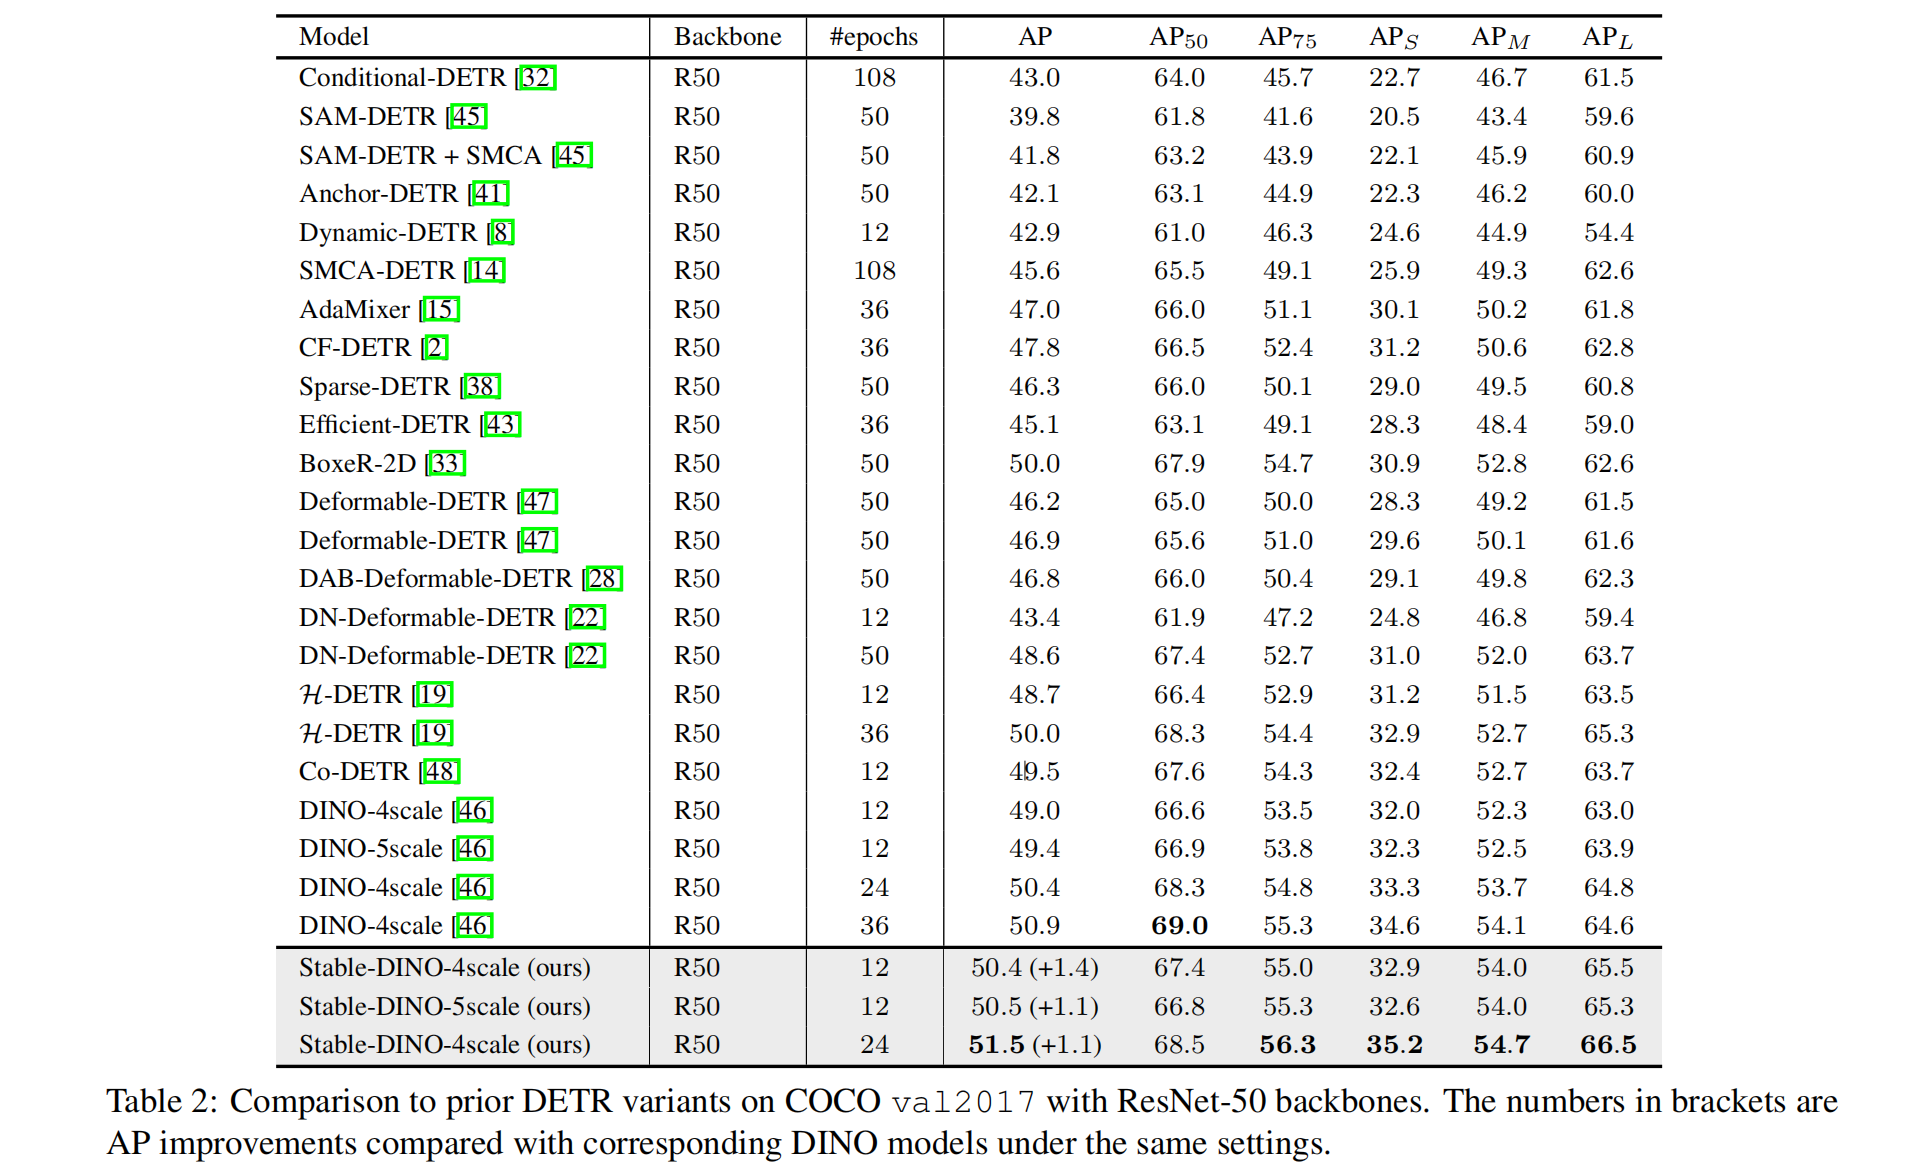 Model Backbone #epochs AP AP50 AP75 APS APM APL
Conditional-DETR [32] R50 108 43.0 64.0 45.7 22.7 46.7 61.5
SAM-DETR [45] R50 50 39.8 61.8 41.6 20.5 43.4 59.6
SAM-DETR + SMCA [45] R50 50 41.8 63.2 43.9 22.1 45.9 60.9
Anchor-DETR [41] R50 50 42.1 63.1 44.9 22.3 46.2 60.0
Dynamic-DETR [8] R50 12 42.9 61.0 46.3 24.6 44.9 54.4
SMCA-DETR [14] R50 108 45.6 65.5 49.1 25.9 49.3 62.6
AdaMixer [15] R50 36 47.0 66.0 51.1 30.1 50.2 61.8
CF-DETR [2] R50 36 47.8 66.5 52.4 31.2 50.6 62.8
Sparse-DETR [38] R50 50 46.3 66.0 50.1 29.0 49.5 60.8
Efficient-DETR [43] R50 36 45.1 63.1 49.1 28.3 48.4 59.0
BoxeR-2D [33] R50 50 50.0 67.9 54.7 30.9 52.8 62.6
Deformable-DETR [47] R50 50 46.2 65.0 50.0 28.3 49.2 61.5
Deformable-DETR [47] R50 50 46.9 65.6 51.0 29.6 50.1 61.6
DAB-Deformable-DETR [28] R50 50 46.8 66.0 50.4 29.1 49.8 62.3
DN-Deformable-DETR [22] R50 12 43.4 61.9 47.2 24.8 46.8 59.4
DN-Deformable-DETR [22] R50 50 48.6 67.4 52.7 31.0 52.0 63.7
ℋ-DETR [19] R50 12 48.7 66.4 52.9 31.2 51.5 63.5
ℋ-DETR [19] R50 36 50.0 68.3 54.4 32.9 52.7 65.3
Co-DETR [48] R50 12 49.5 67.6 54.3 32.4 52.7 63.7
DINO-4scale [46] R50 12 49.0 66.6 53.5 32.0 52.3 63.0
DINO-5scale [46] R50 12 49.4 66.9 53.8 32.3 52.5 63.9
DINO-4scale [46] R50 24 50.4 68.3 54.8 33.3 53.7 64.8
DINO-4scale [46] R50 36 50.9 69.0 55.3 34.6 54.1 64.6
Stable-DINO-4scale (ours) R50 12 50.4 (+1.4) 67.4 55.0 32.9 54.0 65.5
Stable-DINO-5scale (ours) R50 12 50.5 (+1.1) 66.8 55.3 32.6 54.0 65.3
Stable-DINO-4scale (ours) R50 24 51.5 (+1.1) 68.5 56.3 35.2 54.7 66.5
Table 2: Comparison to prior DETR variants on COCO val2017 with ResNet-50 backbones. The numbers in brackets are
AP improvements compared with corresponding DINO models under the same settings.